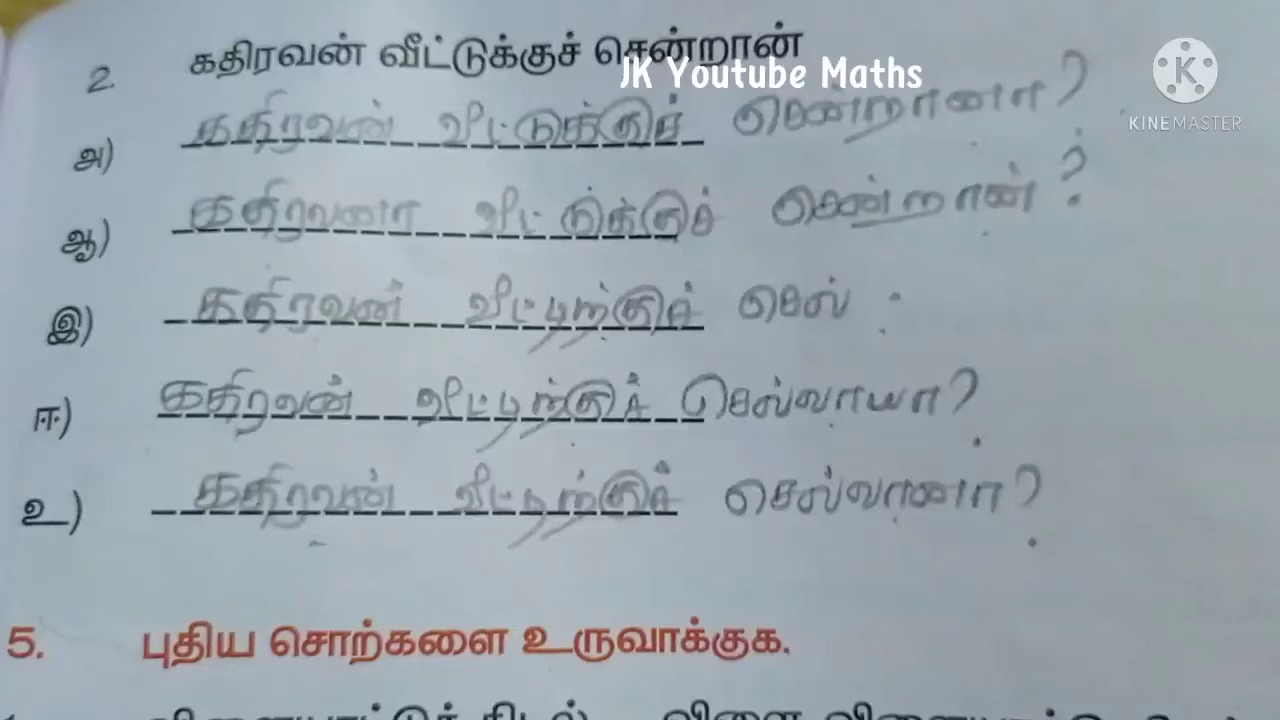 2. கதிரவன் வீட்டுக்குச் சென்றான்
JK Youtube Maths
KINEMASTER
அ) கதிரவன் வீட்டுக்குச் சென்றானா?
ஆ) கதிரவனா வீட்டுக்குச் சென்றான்?
இ) கதிரவன் வீட்டிற்குச் செல்.
ஈ) கதிரவன் வீட்டிற்குச் செல்வாயா?
உ) கதிரவன் வீட்டிற்குச் செல்வானா?
5. புதிய சொற்களை உருவாக்குக.